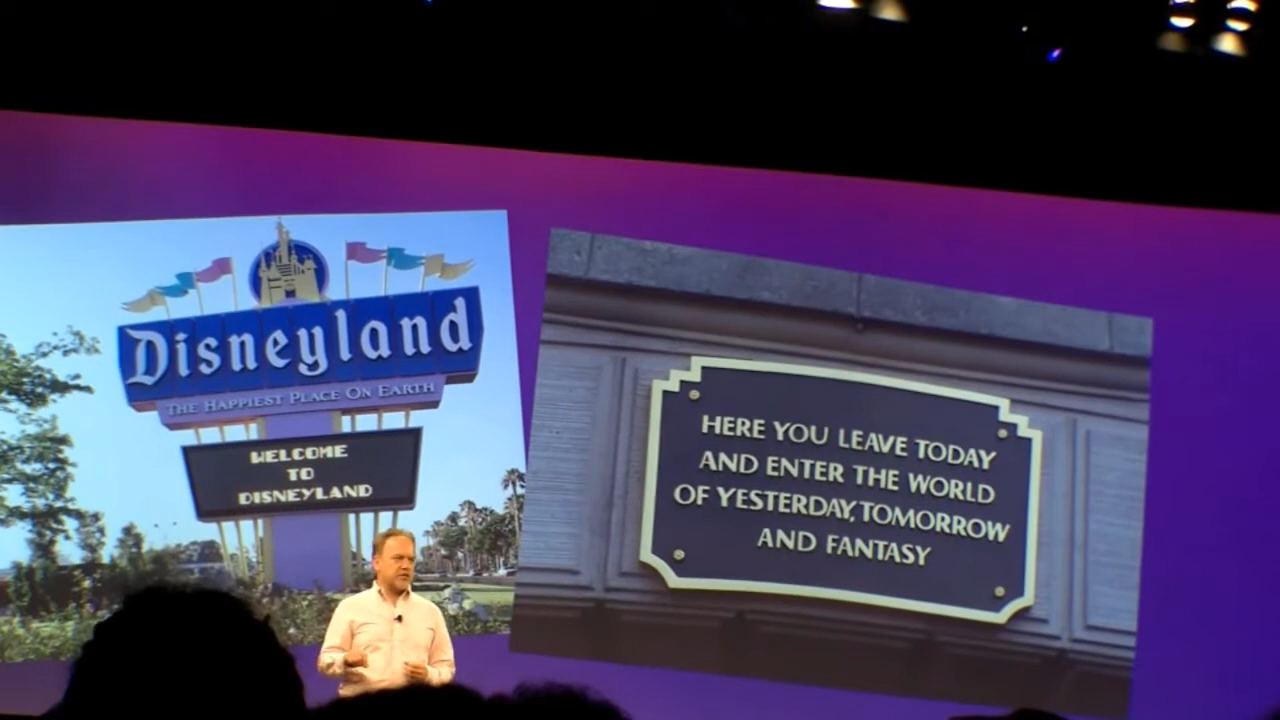 Disneyland
THE HAPPIEST PLACE ON EARTH
WELCOME
TO
DISNEYLAND
HERE YOU LEAVE TODAY
AND ENTER THE WORLD
OF YESTERDAY, TOMORROW
AND FANTASY